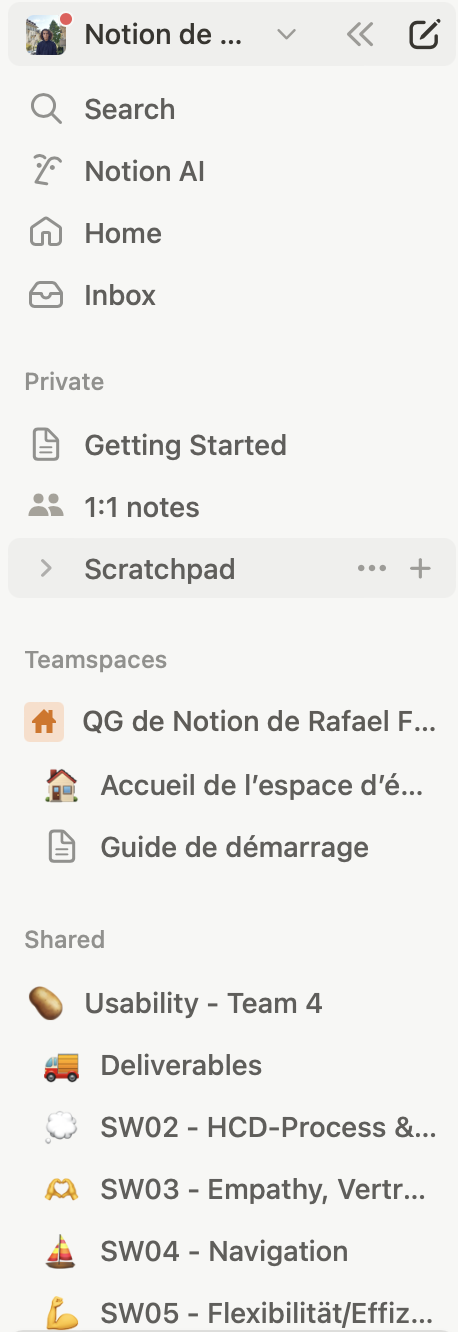 Notion de ...
Search
Notion AI
Home
Inbox
Private
Getting Started
1:1 notes
Scratchpad
Teamspaces
QG de Notion de Rafael F...
Accueil de l’espace d’é...
Guide de démarrage
Shared
Usability - Team 4
Deliverables
SW02 - HCD-Process &...
SW03 - Empathy, Vertr...
SW04 - Navigation
SW05 - Flexibilität/Effiz...